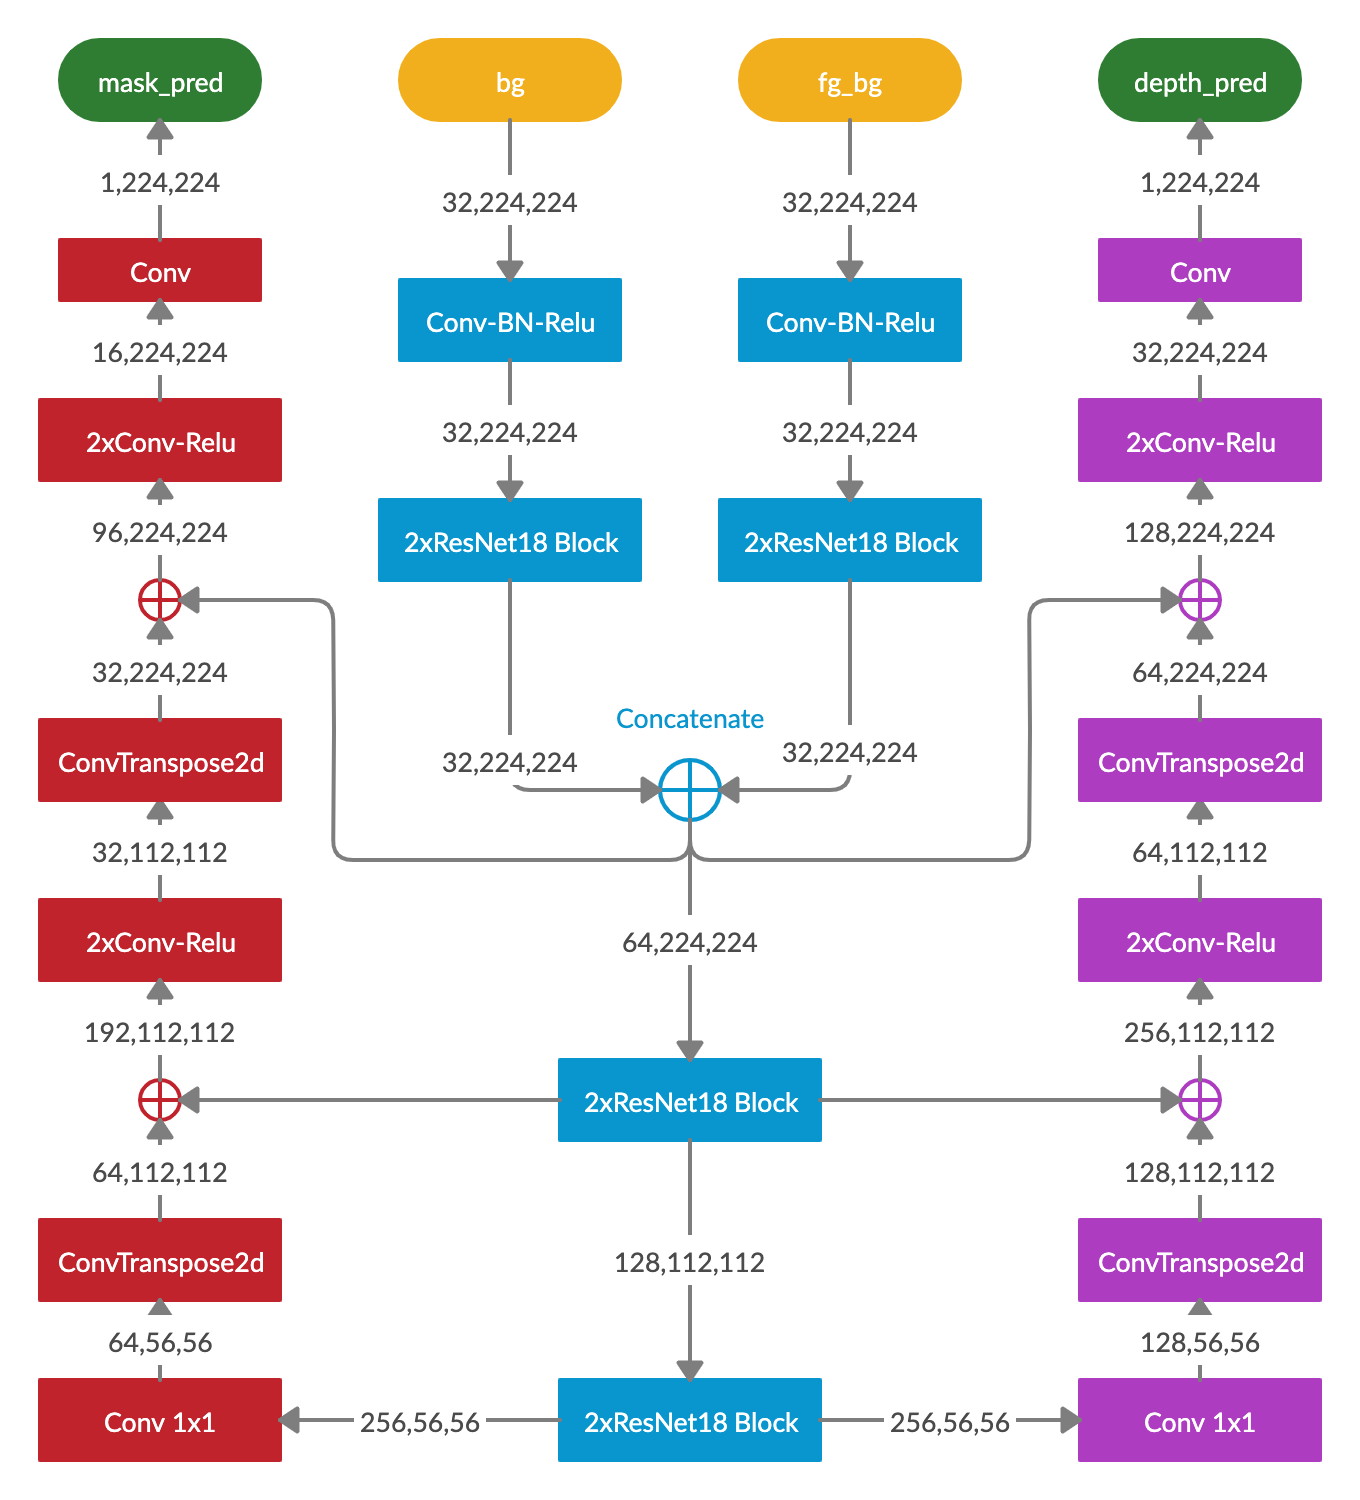 mask_pred
bg
fg_bg
depth_pred
1,224,224
32,224,224
32,224,224
1,224,224
Conv
Conv-BN-Relu
Conv-BN-Relu
Conv
16,224,224
32,224,224
32,224,224
32,224,224
2xConv-Relu
2xResNet18 Block
2xResNet18 Block
2xConv-Relu
96,224,224
128,224,224
32,224,224
64,224,224
Concatenate
ConvTranspose2d
32,224,224
32,224,224
ConvTranspose2d
32,112,112
64,112,112
2xConv-Relu
64,224,224
2xConv-Relu
192,112,112
256,112,112
2xResNet18 Block
64,112,112
128,112,112
ConvTranspose2d
128,112,112
ConvTranspose2d
64,56,56
128,56,56
Conv 1x1
256,56,56
2xResNet18 Block
256,56,56
Conv 1x1